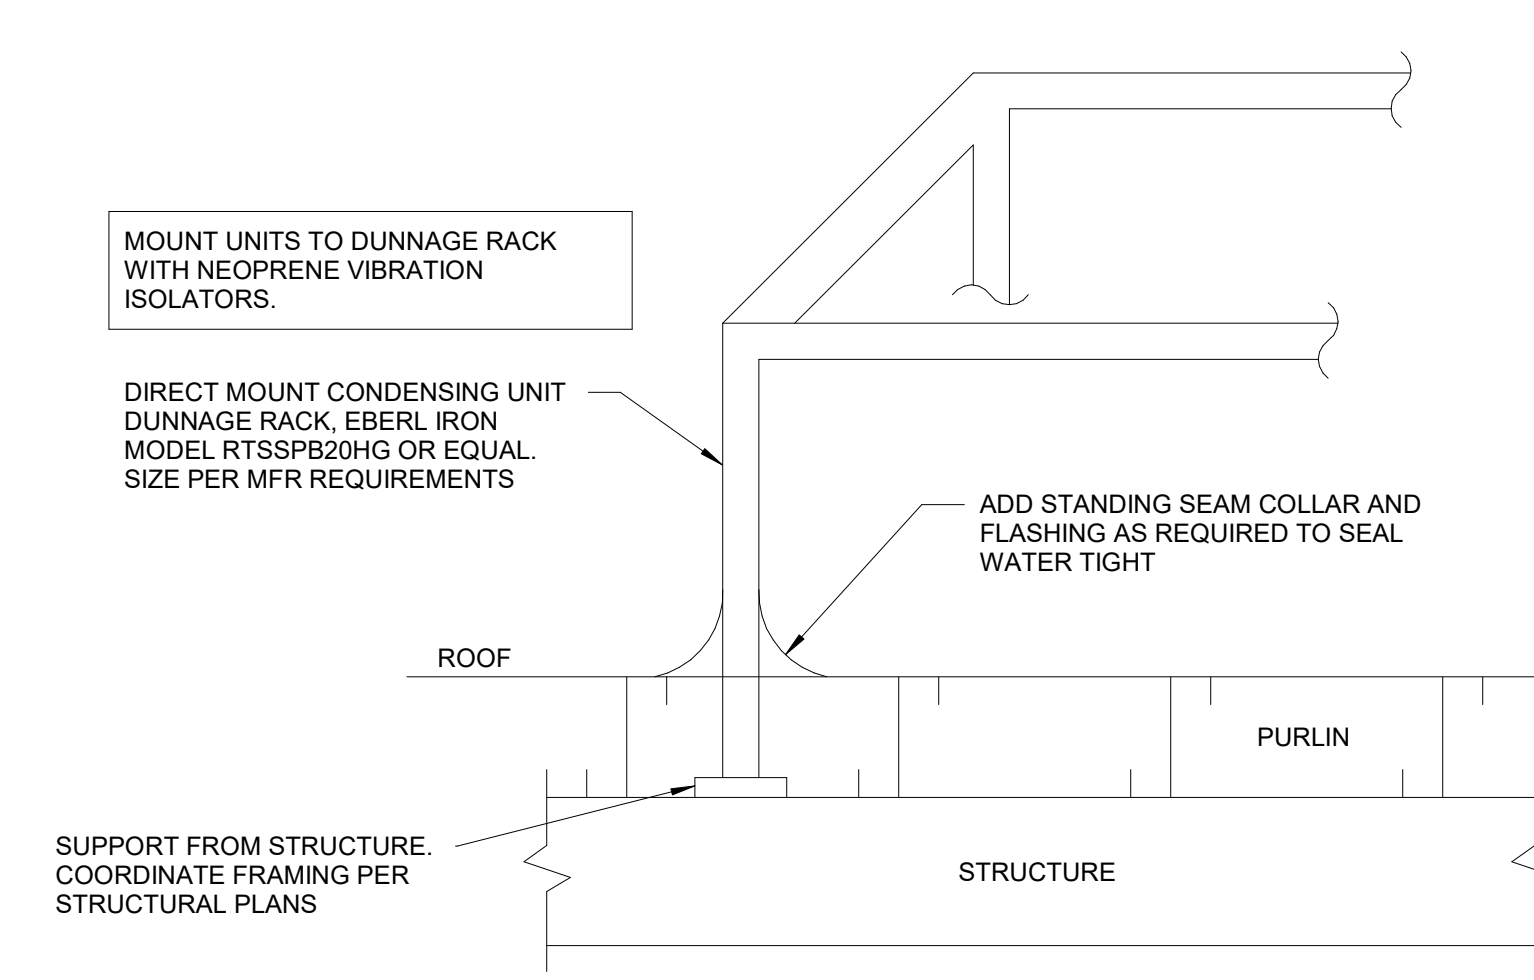 MOUNT UNITS TO DUNNAGE RACK
WITH NEOPRENE VIBRATION
ISOLATORS.
DIRECT MOUNT CONDENSING UNIT
DUNNAGE RACK, EBERL IRON
MODEL RTSSPB20HG OR EQUAL.
SIZE PER MFR REQUIREMENTS
ADD STANDING SEAM COLLAR AND
FLASHING AS REQUIRED TO SEAL
WATER TIGHT
ROOF
PURLIN
SUPPORT FROM STRUCTURE.
COORDINATE FRAMING PER
STRUCTURAL PLANS
STRUCTURE